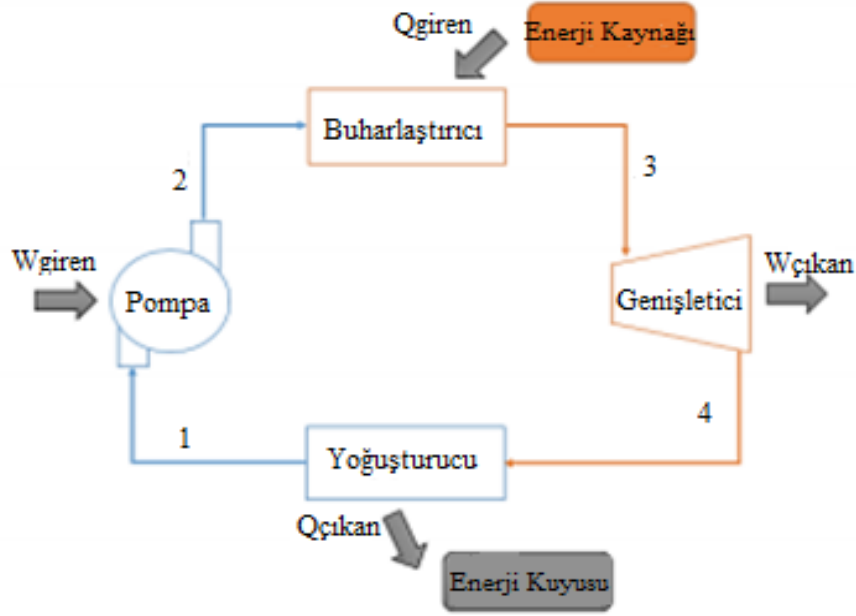 Qgiren
Enerji Kaynağı
Buharlaştırıcı
2
3
Wgiren
Pompa
Genişletici
Wçıkan
4
1
Yoğuşturucu
Qçıkan
Enerji Kuyusu